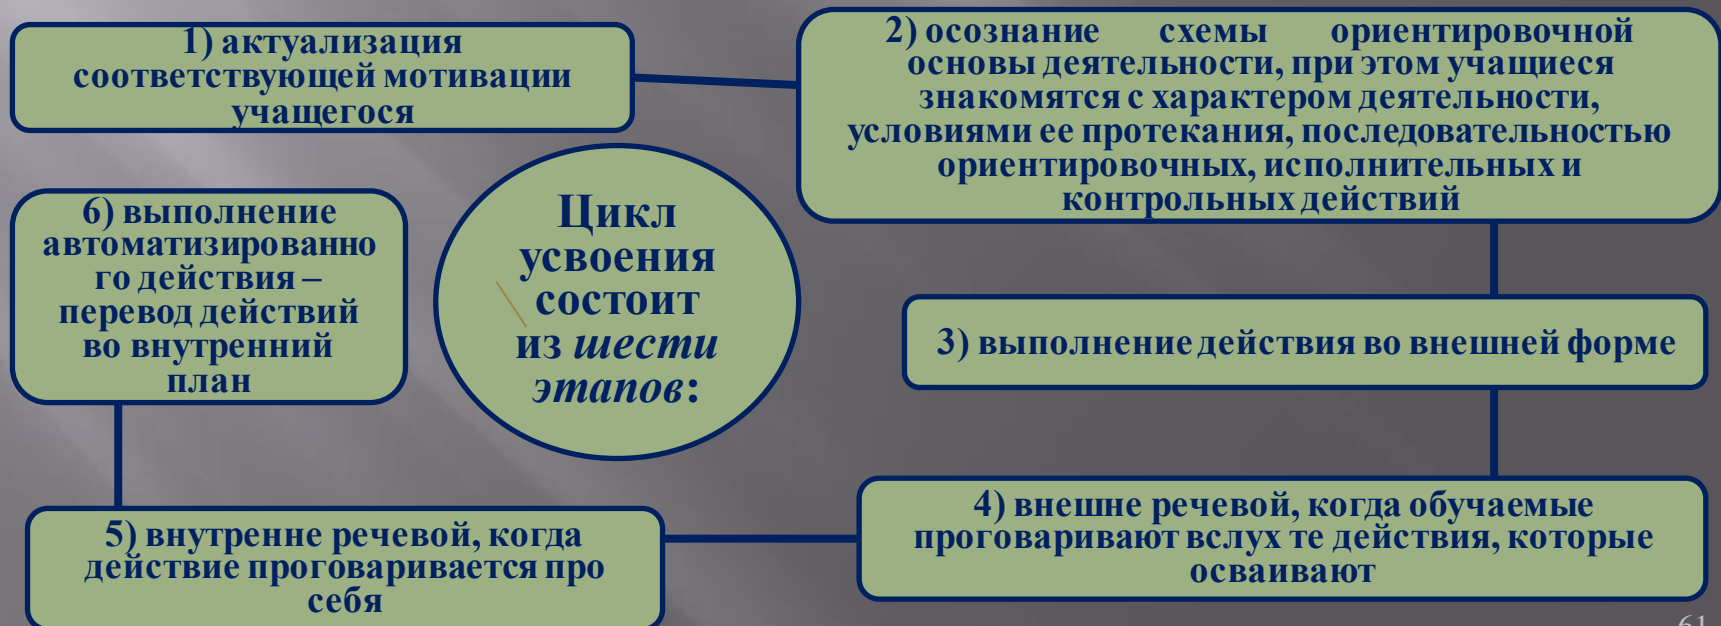 1) актуализация
соответствующей мотивации
учащегося
2) осознание схемы ориентировочной
основы деятельности, при этом учащиеся
знакомятся с характером деятельности,
условиями ее протекания, последовательностью
ориентировочных, исполнительных и
контрольных действий
Цикл
усвоения
состоит
из шести
этапов:
6) выполнение
автоматизированно
го действия –
перевод действий
во внутренний
план
3) выполнение действия во внешней форме
5) внутренне речевой, когда
действие проговаривается про
себя
4) внешне речевой, когда обучаемые
проговаривают вслух те действия, которые
осваивают
61